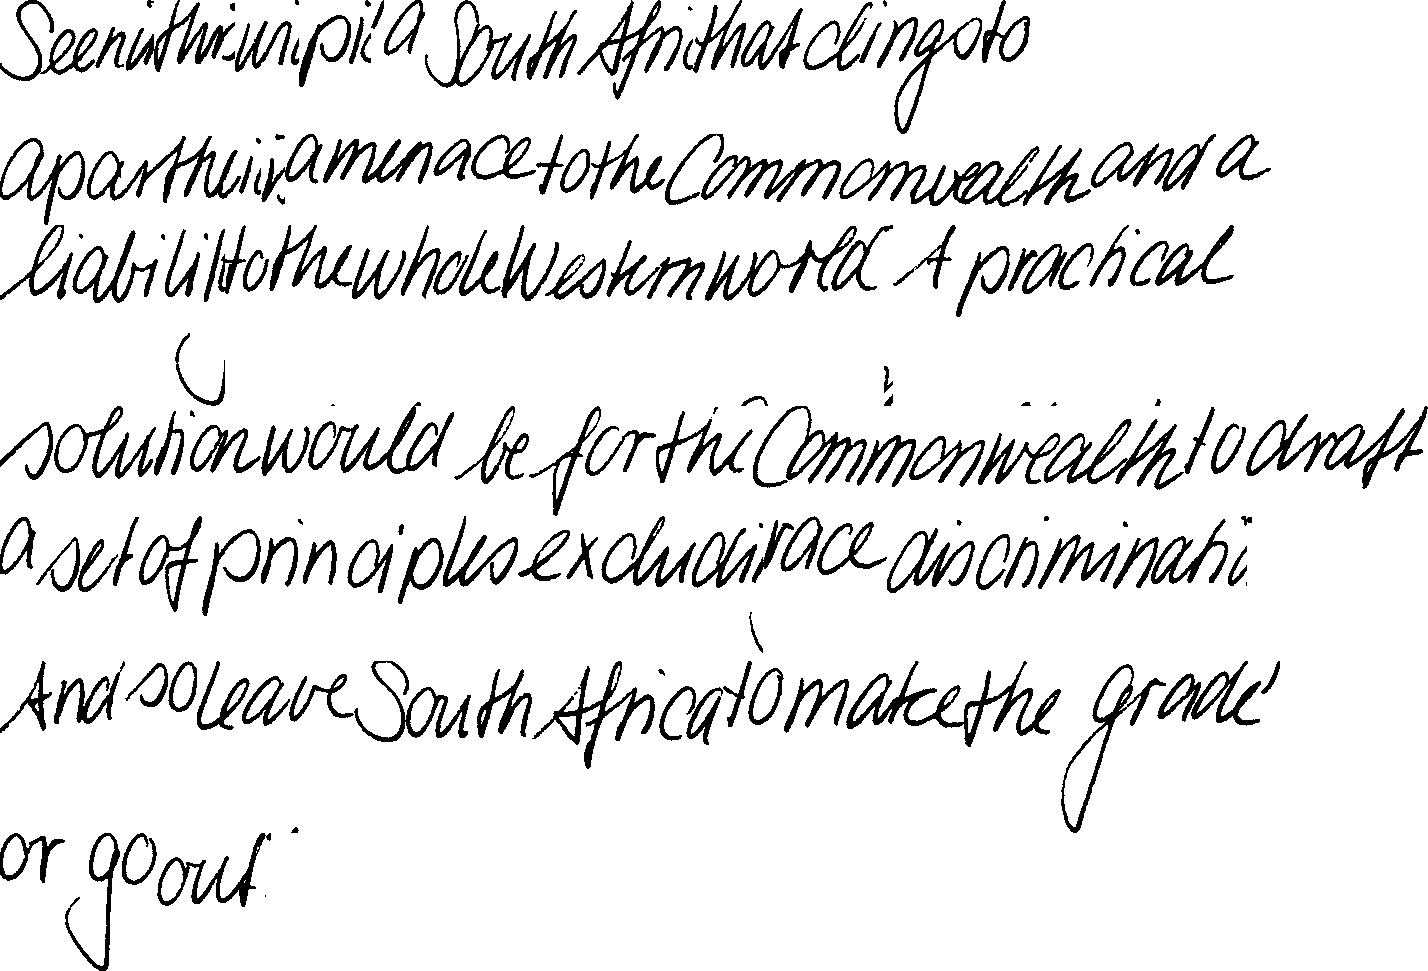 Seen in this a South Africa that clings to
apartheid is a menace to the Commonwealth and a
liability to the whole Western world A practical
solution would be for the Commonwealth to draft
a set of principles excluding race discrimination
And so leave South Africa to make the grade
or go out.